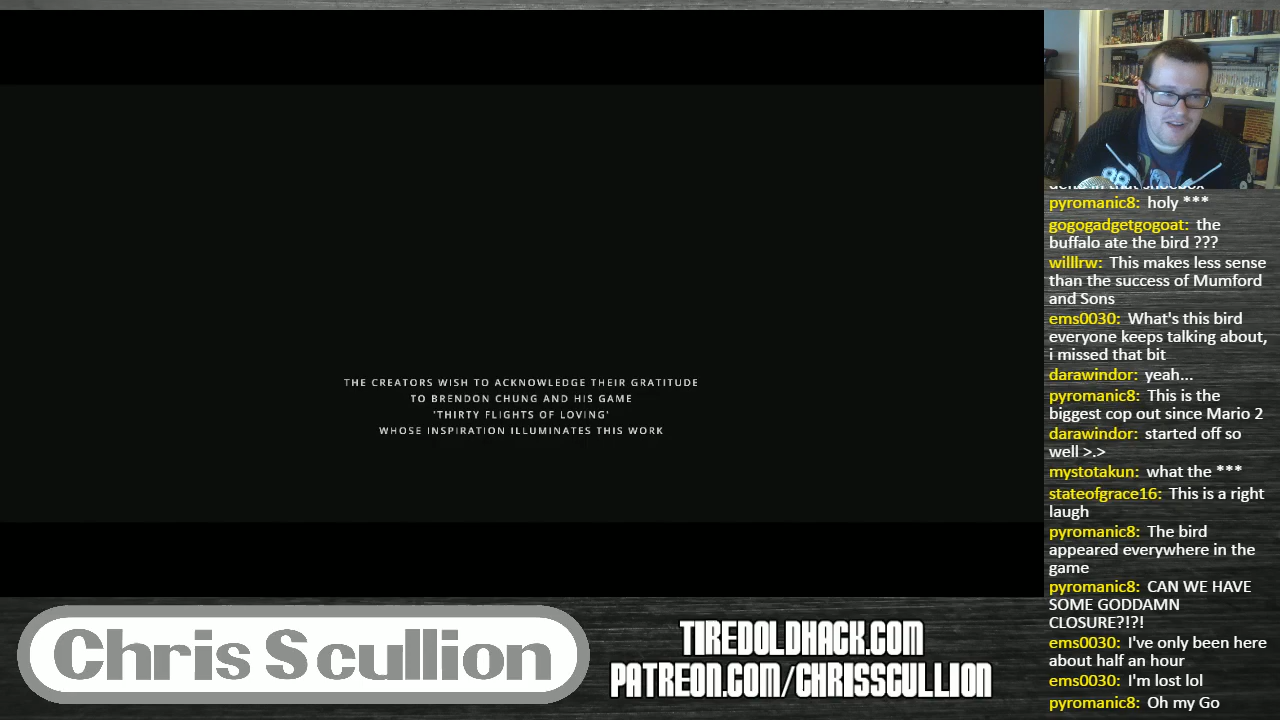 THE CREATORS WISH TO ACKNOWLEDGE THEIR GRATITUDE
TO BRENDON CHUNG AND HIS GAME
'THIRTY FLIGHTS OF LOVING'
WHOSE INSPIRATION ILLUMINATES THIS WORK
pyromanic8: holy ***
gogogadgetgogoat: the
buffalo ate the bird ???
willlrw: This makes less sense
than the success of Mumford
and Sons
ems0030: What's this bird
everyone keeps talking about,
i missed that bit
darawindor: yeah...
pyromanic8: This is the
biggest cop out since Mario 2
darawindor: started off so
well >.>
mystotakun: what the ***
stateofgrace16: This is a right
laugh
pyromanic8: The bird
appeared everywhere in the
game
pyromanic8: CAN WE HAVE
SOME GODDAMN
CLOSURE?!?!
ems0030: I've only been here
about half an hour
ems0030: I'm lost lol
pyromanic8: Oh my Go
Chris Scullion
TIREDOLDHACK.COM
PATREON.COM/CHRISSCULLION